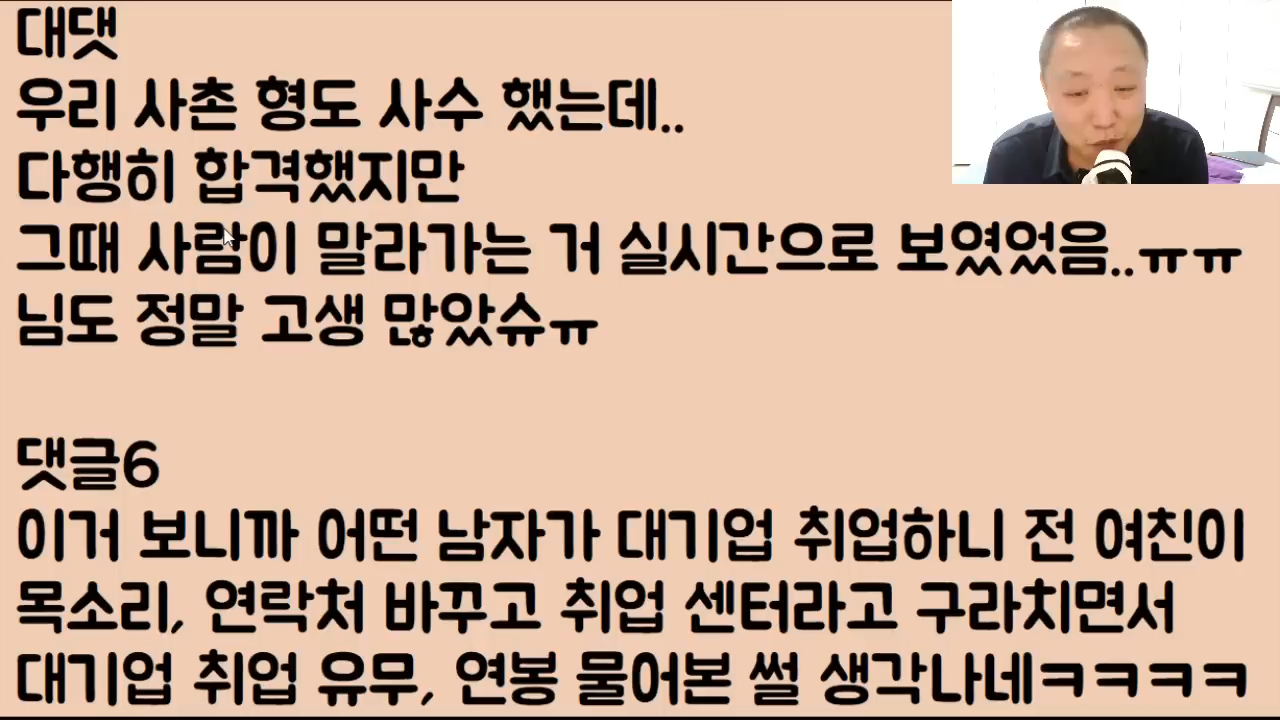 대댓
우리 사촌 형도 사수 했는데..
다행히 합격했지만
그때 사람이 말라가는 거 실시간으로 보였었음..ㅠㅠ
님도 정말 고생 많았슈ㅠ
댓글6
이거 보니까 어떤 남자가 대기업 취업하니 전 여친이
목소리, 연락처 바꾸고 취업 센터라고 구라치면서
대기업 취업 유무, 연봉 물어본 썰 생각나네ㅋㅋㅋㅋ